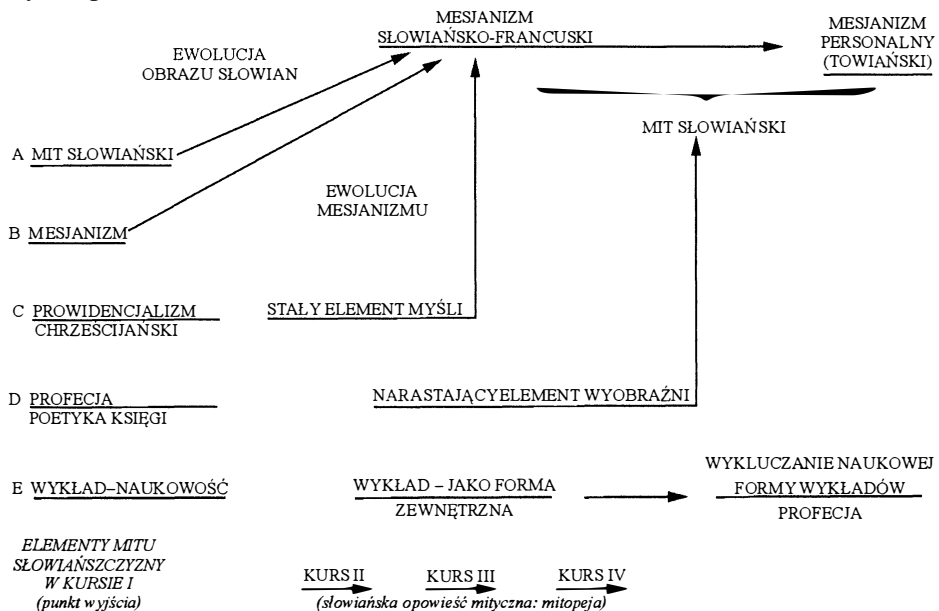 MESJANIZM
SŁOWIAŃSKO-FRANCUSKI
MESJANIZM
PERSONALNY
(TOWIAŃSKI)
EWOLUCJA
OBRAZU SŁOWIAN
MIT SŁOWIAŃSKI
A MIT SŁOWIAŃSKI
EWOLUCJA
MESJANIZMU
B MESJANIZM
C PROWIDENCJALIZM
CHRZEŚCIJAŃSKI
STAŁY ELEMENT MYŚLI
D PROFECJA
POETYKA KSIĘGI
NARASTAJĄCYELEMENT WYOBRAŹNI
E WYKŁAD–NAUKOWOŚĆ
WYKŁAD – JAKO FORMA
ZEWNĘTRZNA
WYKLUCZANIE NAUKOWEJ
FORMY WYKŁADÓW
PROFECJA
ELEMENTY MITU
SŁOWIAŃSZCZYZNY
W KURSIE I
(punkt wyjścia)
KURS II
KURS III
KURS IV
(słowiańska opowieść mityczna: mitopeja)